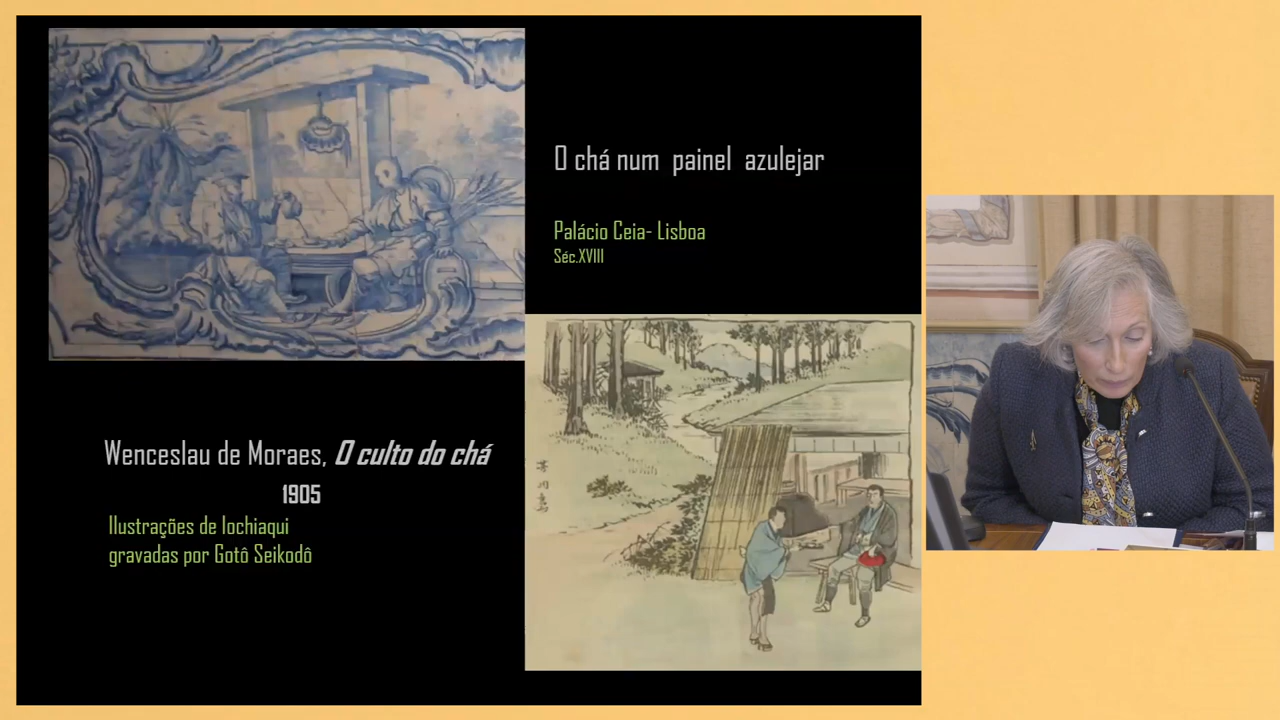 O chá num painel azulejar
Palácio Ceia- Lisboa
Séc.XVIII
Wenceslau de Moraes, O culto do chá
1905
Ilustrações de Iochiaqui
gravadas por Gotô Seikodô